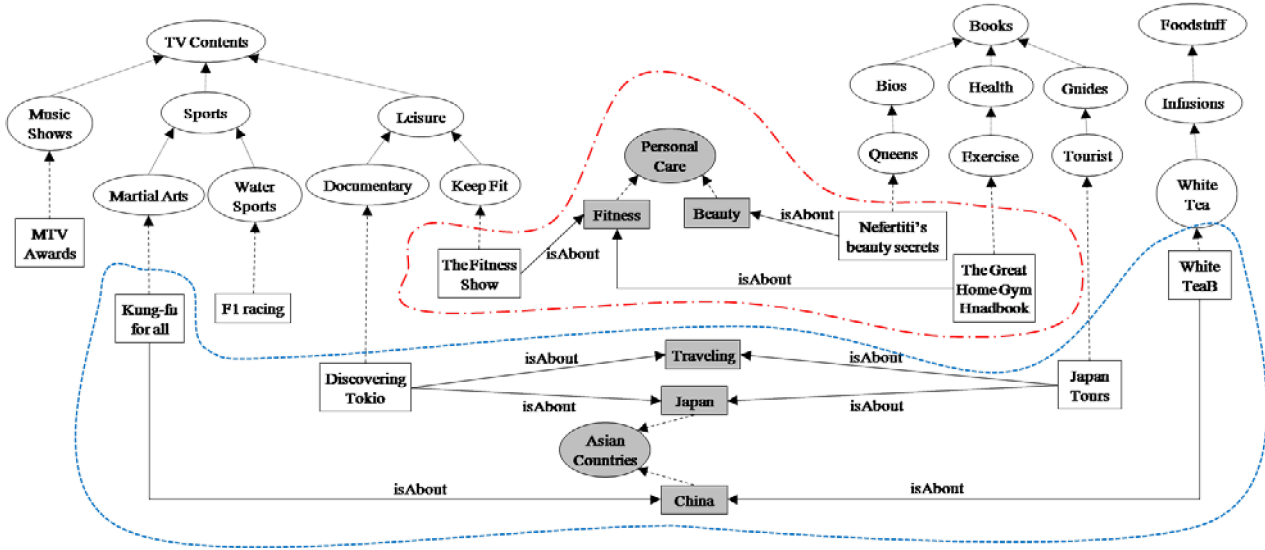 TV Contents
Books
Foodstuff
Music
Shows
Sports
Leisure
Bios
Health
Guides
Infusions
Personal
Care
Queens
Exercise
Tourist
Martial Arts
Water
Sports
Documentary
Keep Fit
White
Tea
Fitness
Beauty
isAbout
Nefertiti's
beauty secrets
MTV
Awards
The Fitness
Show
isAbout
isAbout
The Great
Home Gym
Hnadbook
White
TeaB
Kung-fu
for all
F1 racing
isAbout
Traveling
isAbout
Discovering
Tokio
Japan
Tours
isAbout
Japan
isAbout
Asian
Countries
isAbout
China
isAbout